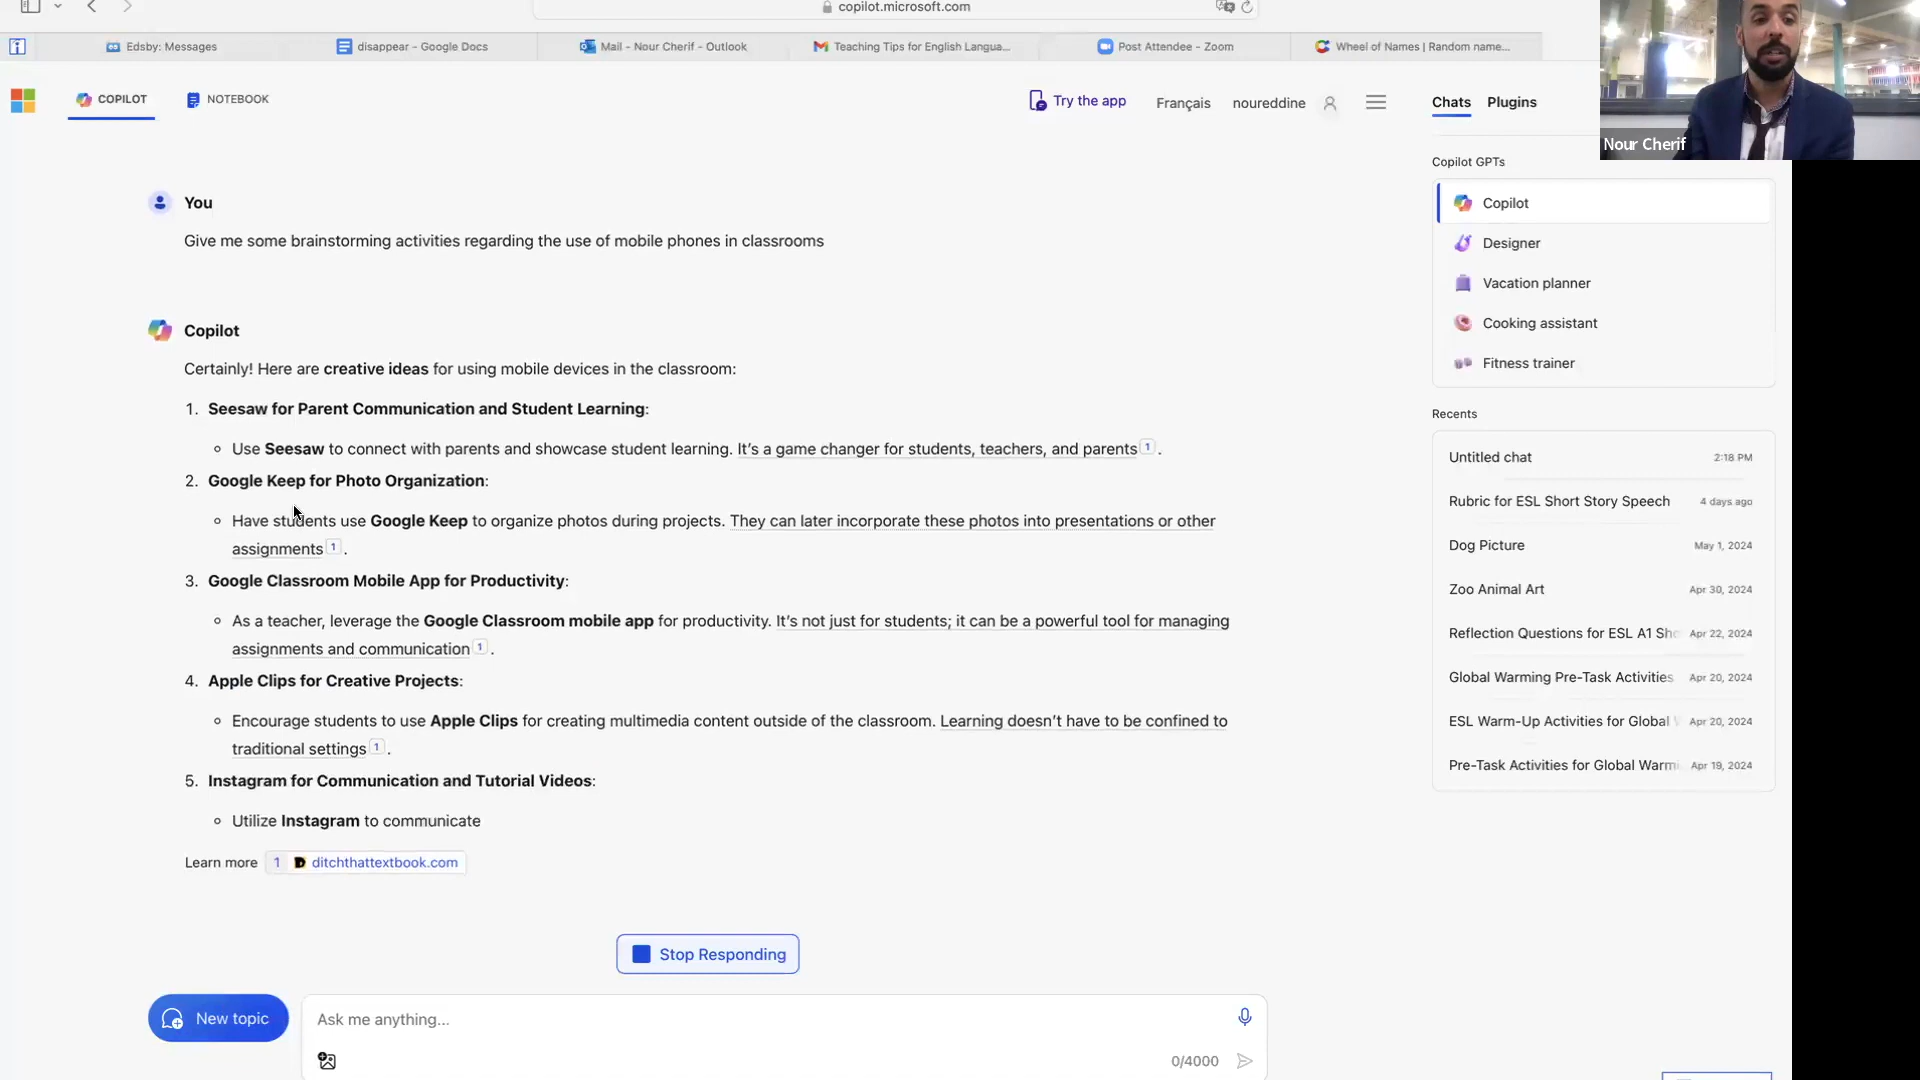 copilot.microsoft.com
Edsby: Messages
disappear - Google Docs
Mail - Nour Cherif - Outlook
Teaching Tips for English Langua...
Post Attendee - Zoom
Wheel of Names | Random name...
COPILOT
NOTEBOOK
Try the app
Français
noureddine
Chats
Plugins
Nour Cherif
Copilot GPTs
Copilot
Designer
Vacation planner
Cooking assistant
Fitness trainer
Recents
Untitled chat 2:18 PM
Rubric for ESL Short Story Speech 4 days ago
Dog Picture May 1, 2024
Zoo Animal Art Apr 30, 2024
Reflection Questions for ESL A1 Sho Apr 22, 2024
Global Warming Pre-Task Activities Apr 20, 2024
ESL Warm-Up Activities for Global W Apr 20, 2024
Pre-Task Activities for Global Warmi Apr 19, 2024
You
Give me some brainstorming activities regarding the use of mobile phones in classrooms
Copilot
Certainly! Here are creative ideas for using mobile devices in the classroom:
1. Seesaw for Parent Communication and Student Learning:
Use Seesaw to connect with parents and showcase student learning. It's a game changer for students, teachers, and parents 1 .
2. Google Keep for Photo Organization:
Have students use Google Keep to organize photos during projects. They can later incorporate these photos into presentations or other
assignments 1 .
3. Google Classroom Mobile App for Productivity:
As a teacher, leverage the Google Classroom mobile app for productivity. It's not just for students; it can be a powerful tool for managing
assignments and communication 1 .
4. Apple Clips for Creative Projects:
Encourage students to use Apple Clips for creating multimedia content outside of the classroom. Learning doesn't have to be confined to
traditional settings 1 .
5. Instagram for Communication and Tutorial Videos:
Utilize Instagram to communicate
Learn more 1 D ditchthattextbook.com
Stop Responding
New topic
Ask me anything...
0/4000